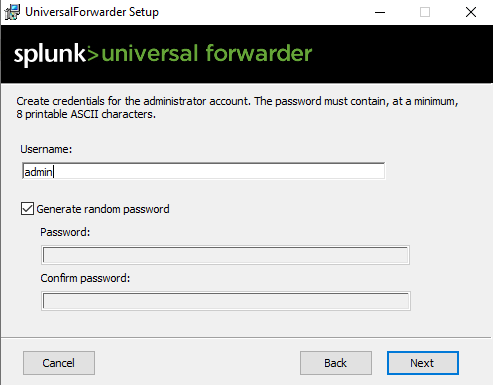 UniversalForwarder Setup
splunk> universal forwarder
Create credentials for the administrator account. The password must contain, at a minimum,
8 printable ASCII characters.
Username:
admin
Generate random password
Password:
Confirm password:
Cancel Back Next